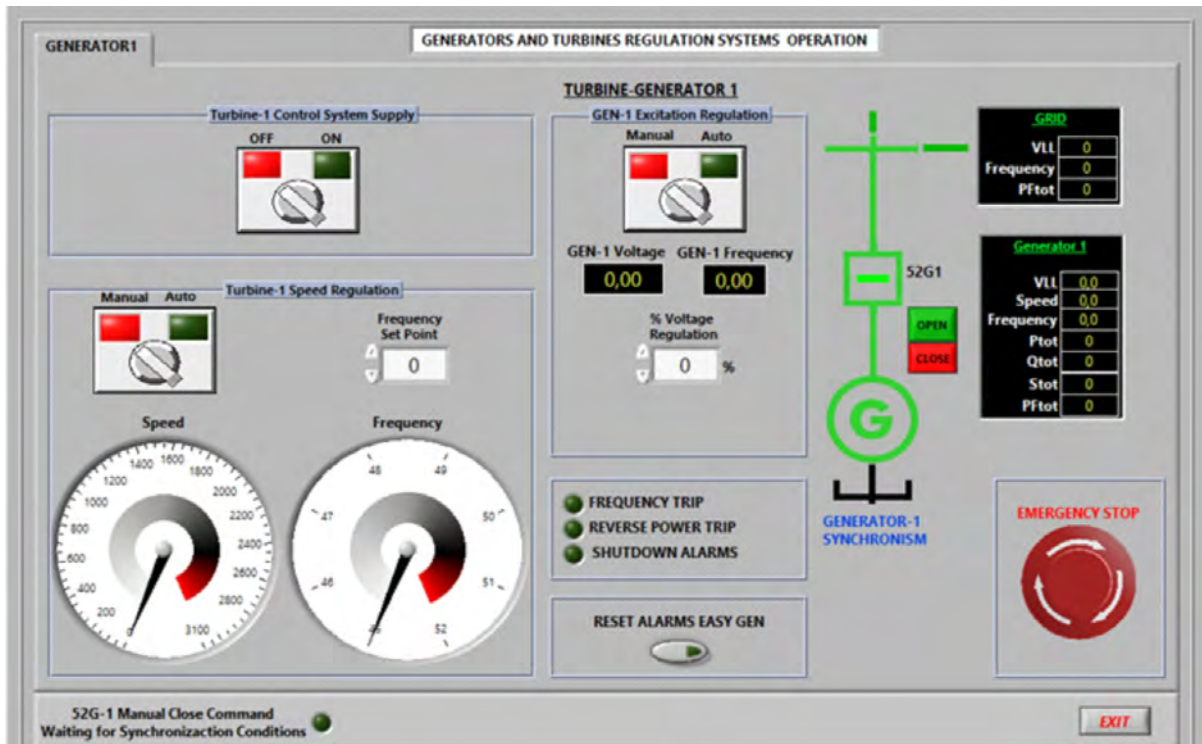 GENERATOR1
GENERATORS AND TURBINES REGULATION SYSTEMS OPERATION
TURBINE-GENERATOR 1
Turbine-1 Control System Supply
OFF ON
Turbine-1 Speed Regulation
Manual Auto
Frequency
Set Point
0
Speed
0
200
400
600
800
1000
1200
1400
1600
1800
2000
2200
2400
2600
2800
3100
Frequency
45
46
47
48
49
50
51
52
GEN-1 Excitation Regulation
Manual Auto
GEN-1 Voltage GEN-1 Frequency
0,00 0,00
% Voltage
Regulation
0 %
FREQUENCY TRIP
REVERSE POWER TRIP
SHUTDOWN ALARMS
RESET ALARMS EASY GEN
52G1
OPEN
CLOSE
G
GENERATOR-1
SYNCHRONISM
GRID
VLL 0
Frequency 0
PFtot 0
Generator 1
VLL 0,0
Speed 0,0
Frequency 0,0
Ptot 0
Qtot 0
Stot 0
PFtot 0
EMERGENCY STOP
52G-1 Manual Close Command
Waiting for Synchronizaction Conditions
EXIT